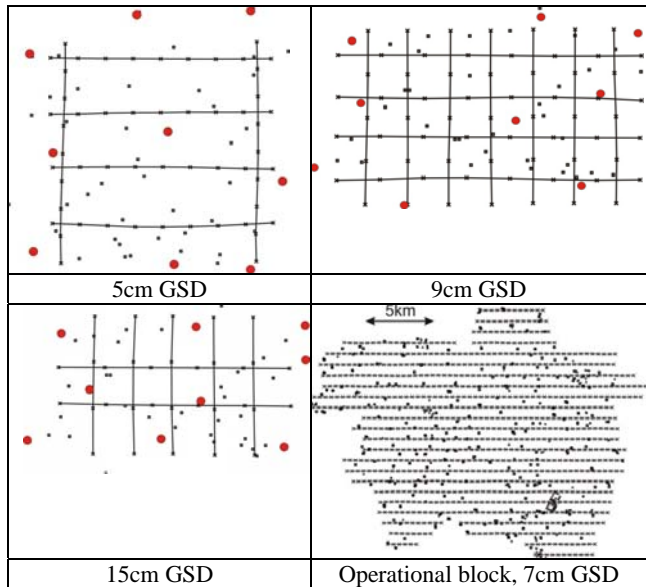 5cm GSD
9cm GSD
5km
15cm GSD
Operational block, 7cm GSD